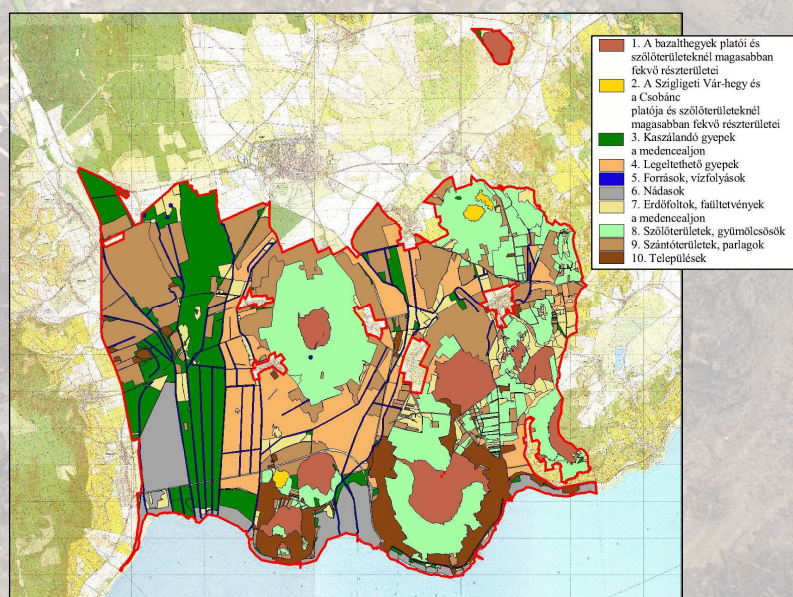 1. A bazalthegyek platói és
szőlőterületeknél magasabban
fekvő részterületei
2. A Szigligeti Vár-hegy és
a Csobánc
platója és szőlőterületeknél
magasabban fekvő részterületei
3. Kaszálandó gyepek
a medencealjon
4. Legeltethető gyepek
5. Források, vízfolyások
6. Nádasok
7. Erdőfoltok, faültetvények
a medencealjon
8. Szőlőterületek, gyümölcsösök
9. Szántóterületek, parlagok
10. Települések